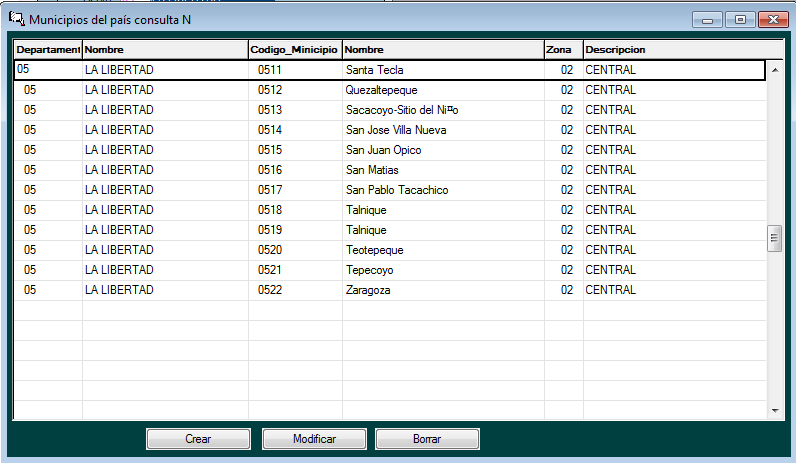 Municipios del país consulta N
Departament Nombre Codigo_Minicipio Nombre Zona Descripcion
05 LA LIBERTAD 0511 Santa Tecla 02 CENTRAL
05 LA LIBERTAD 0512 Quezaltepeque 02 CENTRAL
05 LA LIBERTAD 0513 Sacacoyo-Sitio del Ni¤o 02 CENTRAL
05 LA LIBERTAD 0514 San Jose Villa Nueva 02 CENTRAL
05 LA LIBERTAD 0515 San Juan Opico 02 CENTRAL
05 LA LIBERTAD 0516 San Matias 02 CENTRAL
05 LA LIBERTAD 0517 San Pablo Tacachico 02 CENTRAL
05 LA LIBERTAD 0518 Talnique 02 CENTRAL
05 LA LIBERTAD 0519 Talnique 02 CENTRAL
05 LA LIBERTAD 0520 Teotepeque 02 CENTRAL
05 LA LIBERTAD 0521 Tepecoyo 02 CENTRAL
05 LA LIBERTAD 0522 Zaragoza 02 CENTRAL
Crear Modificar Borrar